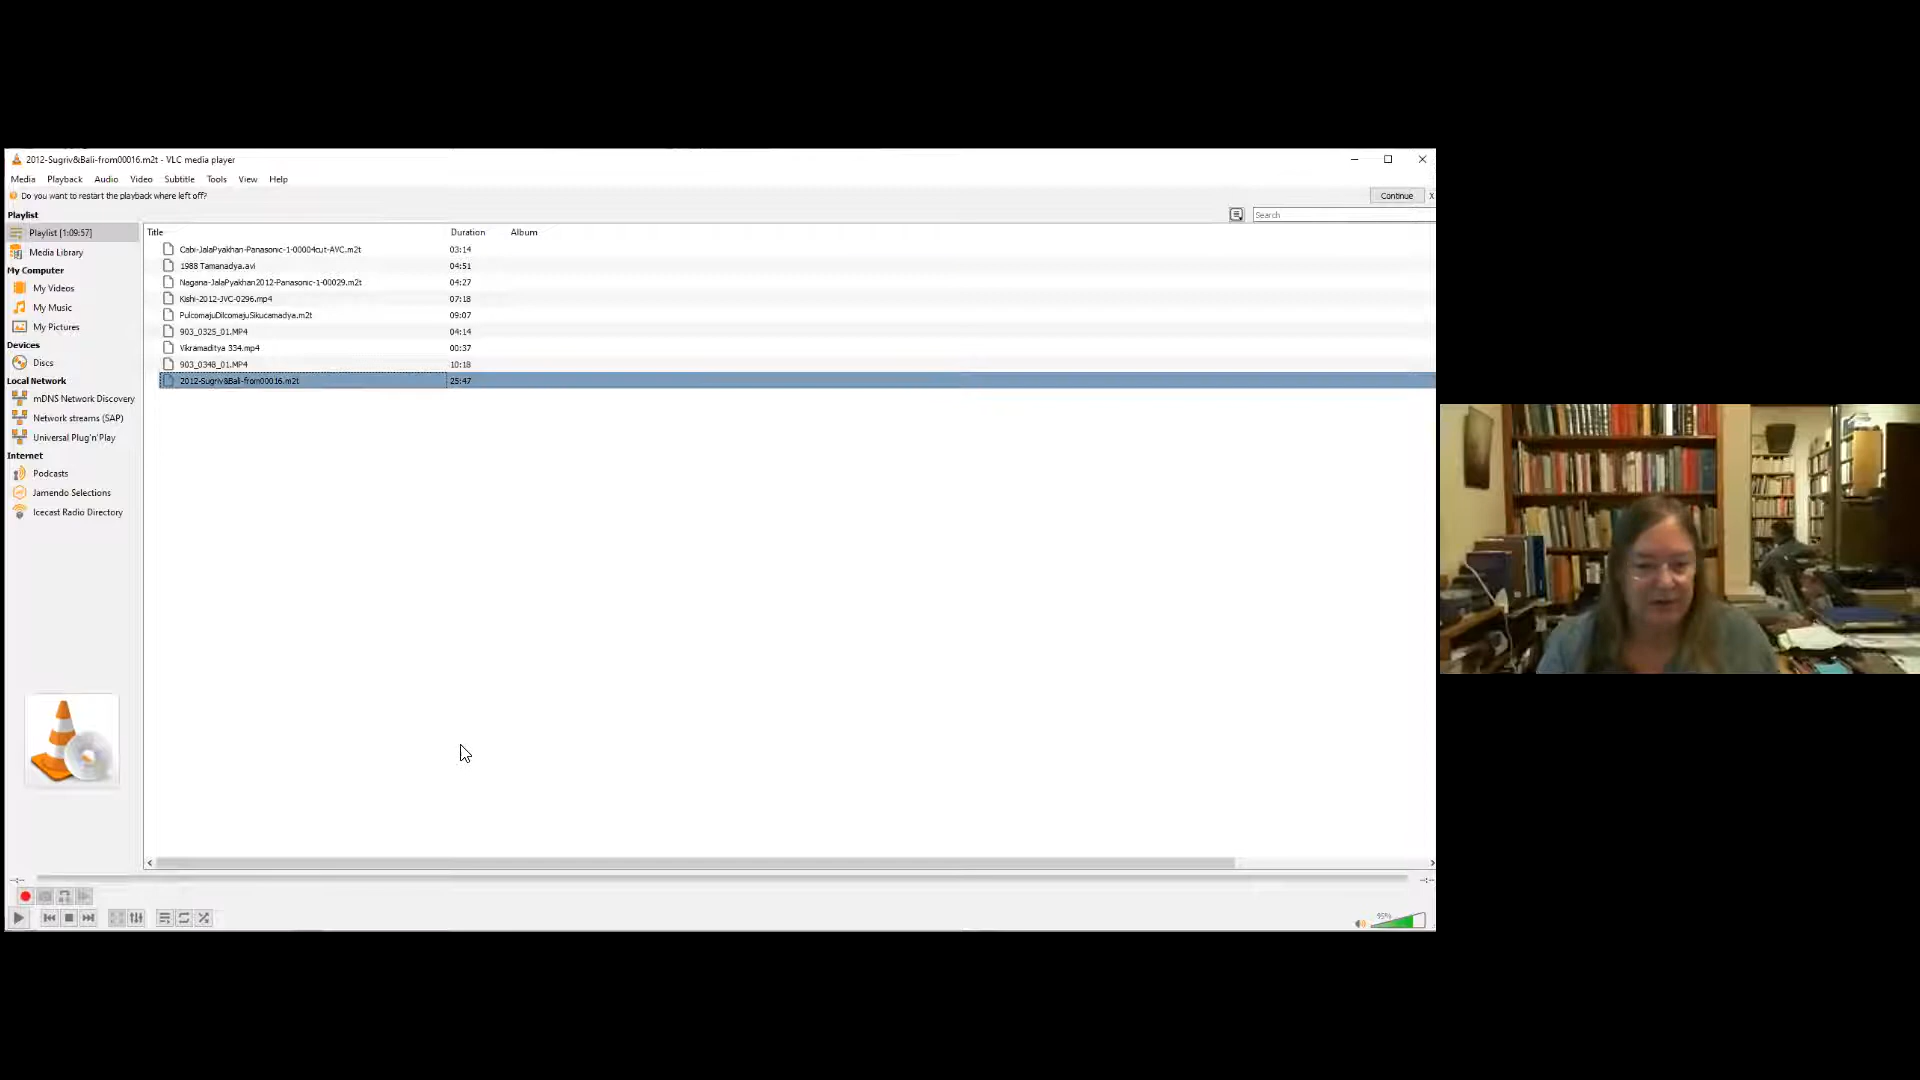 2012-Sugriv&Bali-from00016.m2t - VLC media player
Media Playback Audio Video Subtitle Tools View Help
Do you want to restart the playback where left off?
Continue
X
Playlist
Search
Playlist [1:09:57]
Title Duration Album
Media Library
Cabi-JalaPyakhan-Panasonic-1-00004cut-AVC.m2t 03:14
1988 Tamanadya.avi 04:51
Nagana-JalaPyakhan2012-Panasonic-1-00029.m2t 04:27
Kishi-2012-JVC-0296.mp4 07:18
PulcomajuDilcomajuSikucamadya.m2t 09:07
903_0325_01.MP4 04:14
Vikramaditya 334.mp4 00:37
903_0348_01.MP4 10:18
2012-Sugriv&Bali-from00016.m2t 25:47
My Computer
My Videos
My Music
My Pictures
Devices
Discs
Local Network
mDNS Network Discovery
Network streams (SAP)
Universal Plug'n'Play
Internet
Podcasts
Jamendo Selections
Icecast Radio Directory
--:-- --:--
95%